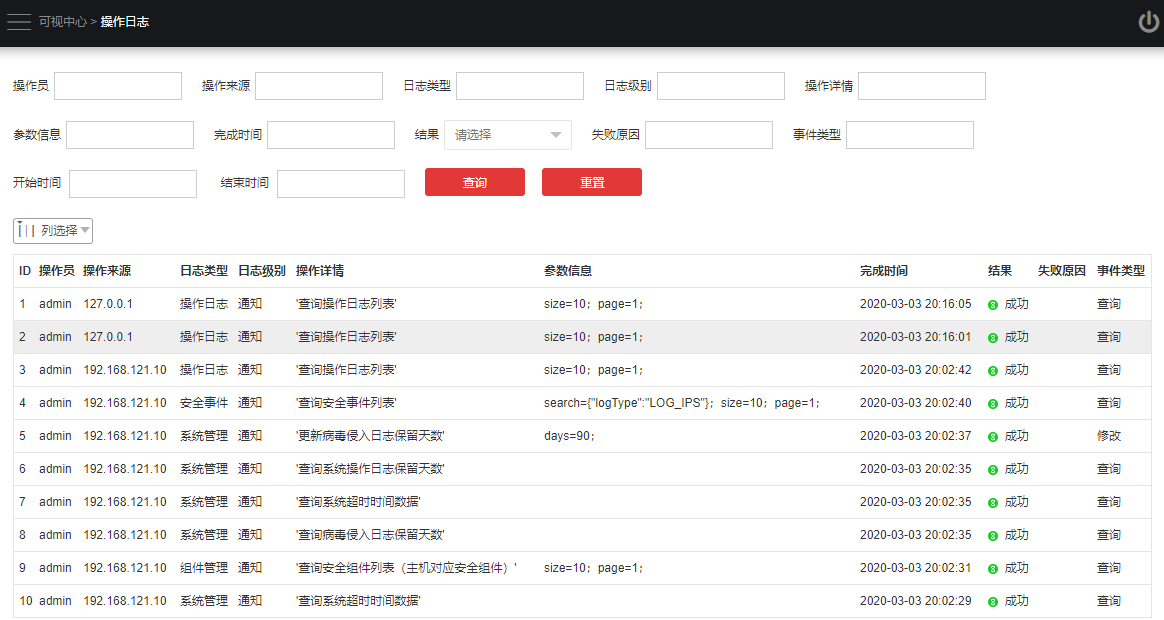 可视中心 > 操作日志
操作员 操作来源 日志类型 日志级别 操作详情
参数信息 完成时间 结果 请选择 失败原因 事件类型
开始时间 结束时间 查询 重置
列选择
ID 操作员 操作来源 日志类型 日志级别 操作详情 参数信息 完成时间 结果 失败原因 事件类型
1 admin 127.0.0.1 操作日志 通知 '查询操作日志列表' size=10；page=1； 2020-03-03 20:16:05 成功 查询
2 admin 127.0.0.1 操作日志 通知 '查询操作日志列表' size=10；page=1； 2020-03-03 20:16:01 成功 查询
3 admin 192.168.121.10 操作日志 通知 '查询操作日志列表' size=10；page=1； 2020-03-03 20:02:42 成功 查询
4 admin 192.168.121.10 安全事件 通知 '查询安全事件列表' search={"logType":"LOG_IPS"}；size=10；page=1； 2020-03-03 20:02:40 成功 查询
5 admin 192.168.121.10 系统管理 通知 '更新病毒侵入日志保留天数' days=90； 2020-03-03 20:02:37 成功 修改
6 admin 192.168.121.10 系统管理 通知 '查询系统操作日志保留天数' 2020-03-03 20:02:35 成功 查询
7 admin 192.168.121.10 系统管理 通知 '查询系统超时时间数据' 2020-03-03 20:02:35 成功 查询
8 admin 192.168.121.10 系统管理 通知 '查询病毒侵入日志保留天数' 2020-03-03 20:02:35 成功 查询
9 admin 192.168.121.10 组件管理 通知 '查询安全组件列表（主机对应安全组件）' size=10；page=1； 2020-03-03 20:02:31 成功 查询
10 admin 192.168.121.10 系统管理 通知 '查询系统超时时间数据' 2020-03-03 20:02:29 成功 查询